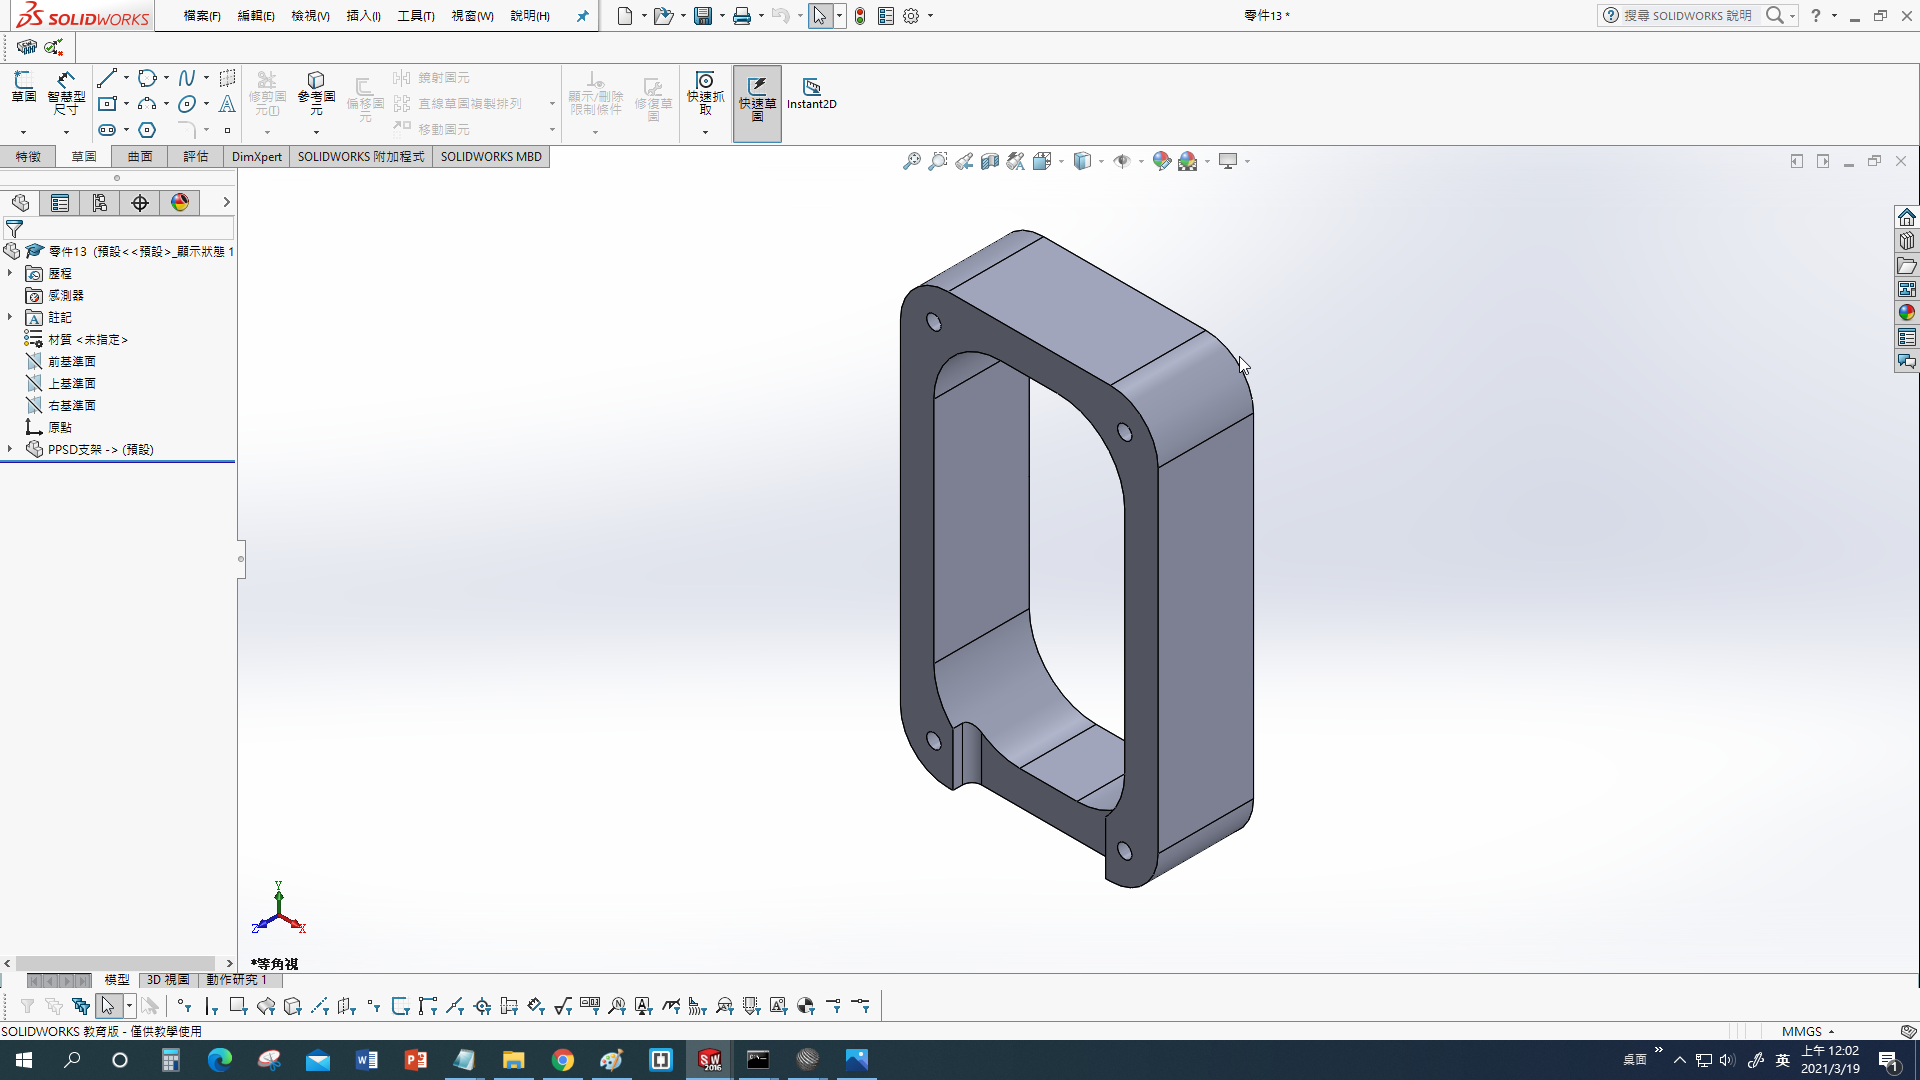 SOLIDWORKS
檔案(F) 編輯(E) 檢視(V) 插入(I) 工具(T) 視窗(W) 說明(H)
零件13 *
搜尋 SOLIDWORKS 說明
草圖
智慧型尺寸
修剪圖元(I)
參考圖元
偏移圖元
鏡射圖元
直線草圖複製排列
移動圖元
顯示/刪除限制條件
修復草圖
快速抓取
快速草圖
Instant2D
特徵 草圖 曲面 評估 DimXpert SOLIDWORKS 附加程式 SOLIDWORKS MBD
零件13 (預設<<預設>_顯示狀態 1
歷程
感測器
註記
材質 <未指定>
前基準面
上基準面
右基準面
原點
PPSD支架 -> (預設)
Y
Z
X
*等角視
模型 3D 視圖 動作研究 1
SOLIDWORKS 教育版 - 僅供教學使用
MMGS
桌面
英
上午 12:02
2021/3/19
1